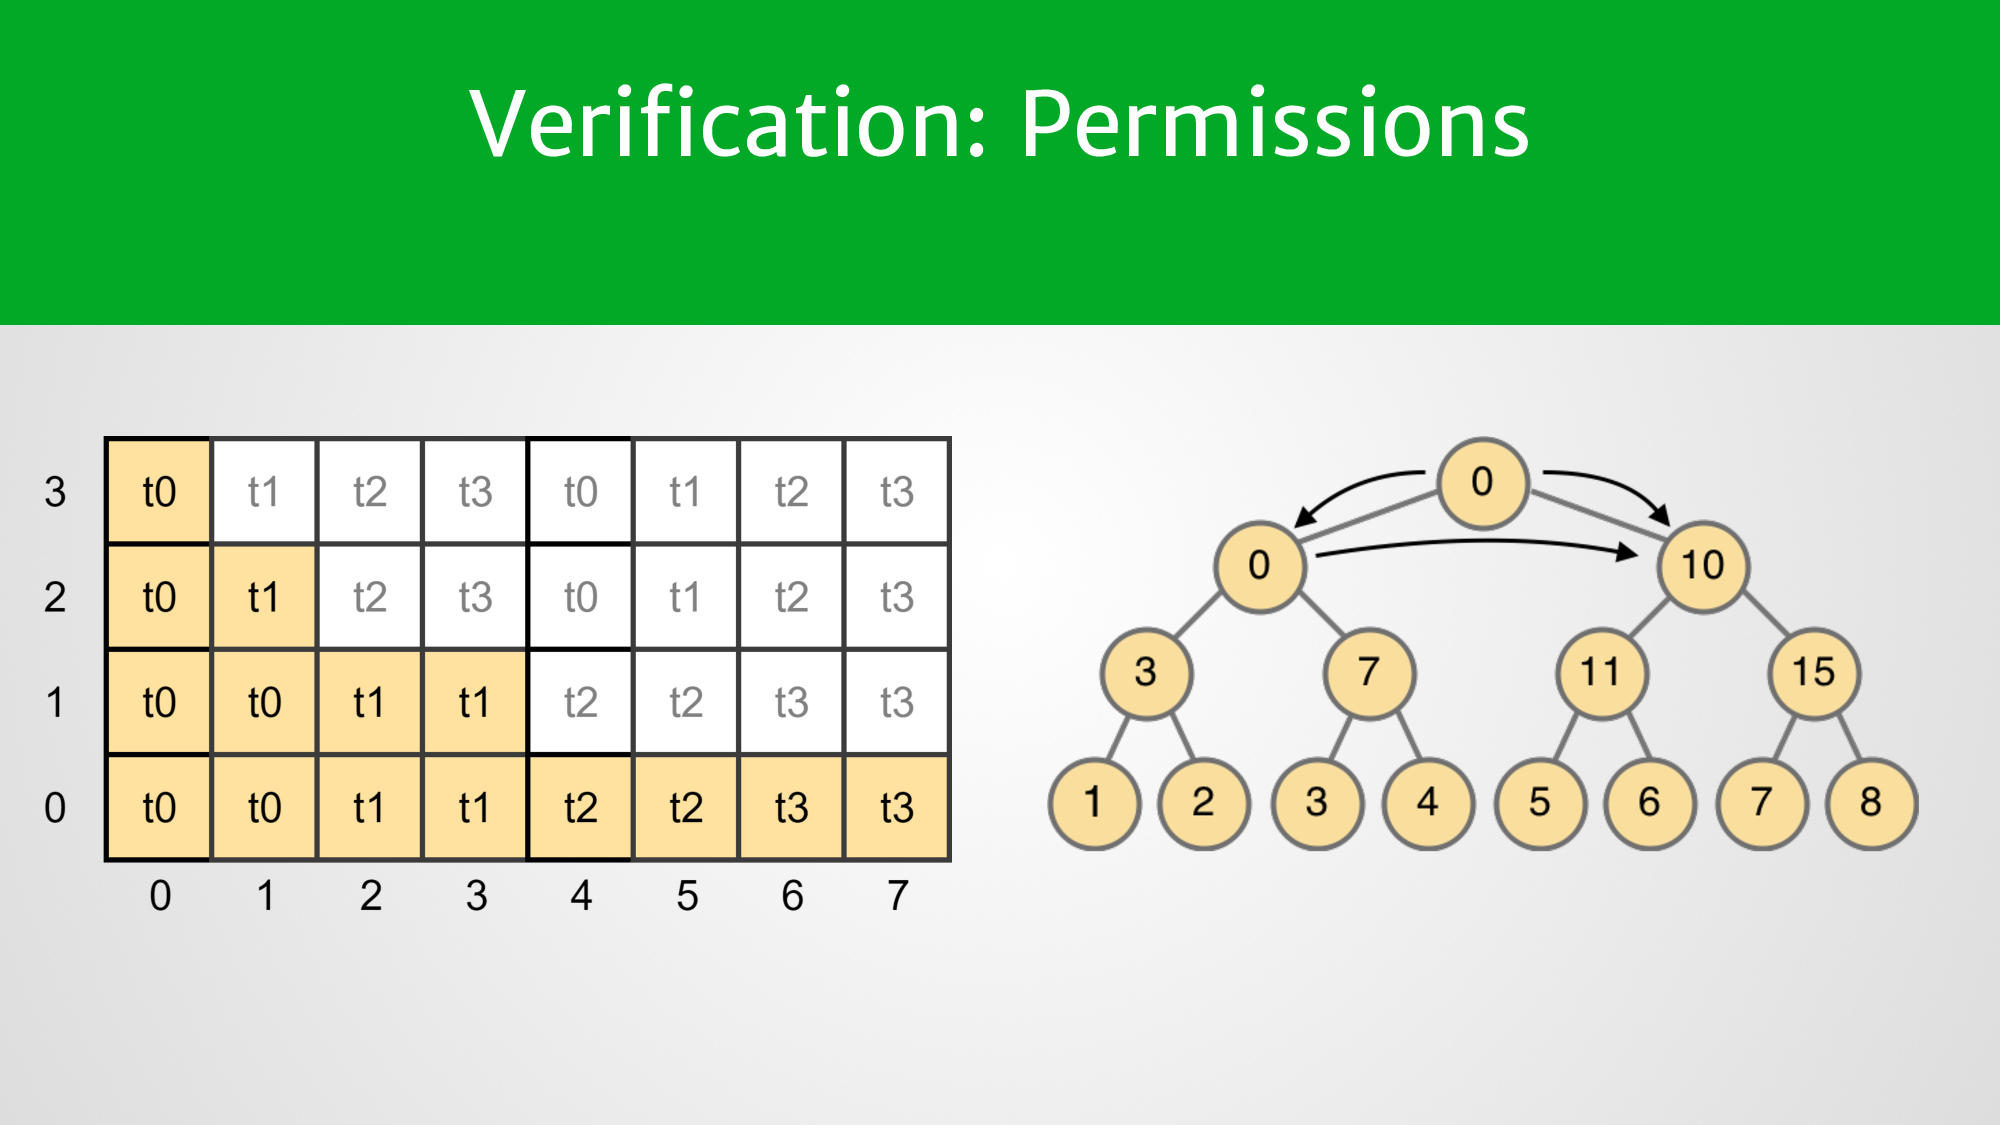 Verification: Permissions
3 t0 t1 t2 t3 t0 t1 t2 t3
2 t0 t1 t2 t3 t0 t1 t2 t3
1 t0 t0 t1 t1 t2 t2 t3 t3
0 t0 t0 t1 t1 t2 t2 t3 t3
0 1 2 3 4 5 6 7
0
0 10
3 7 11 15
1 2 3 4 5 6 7 8